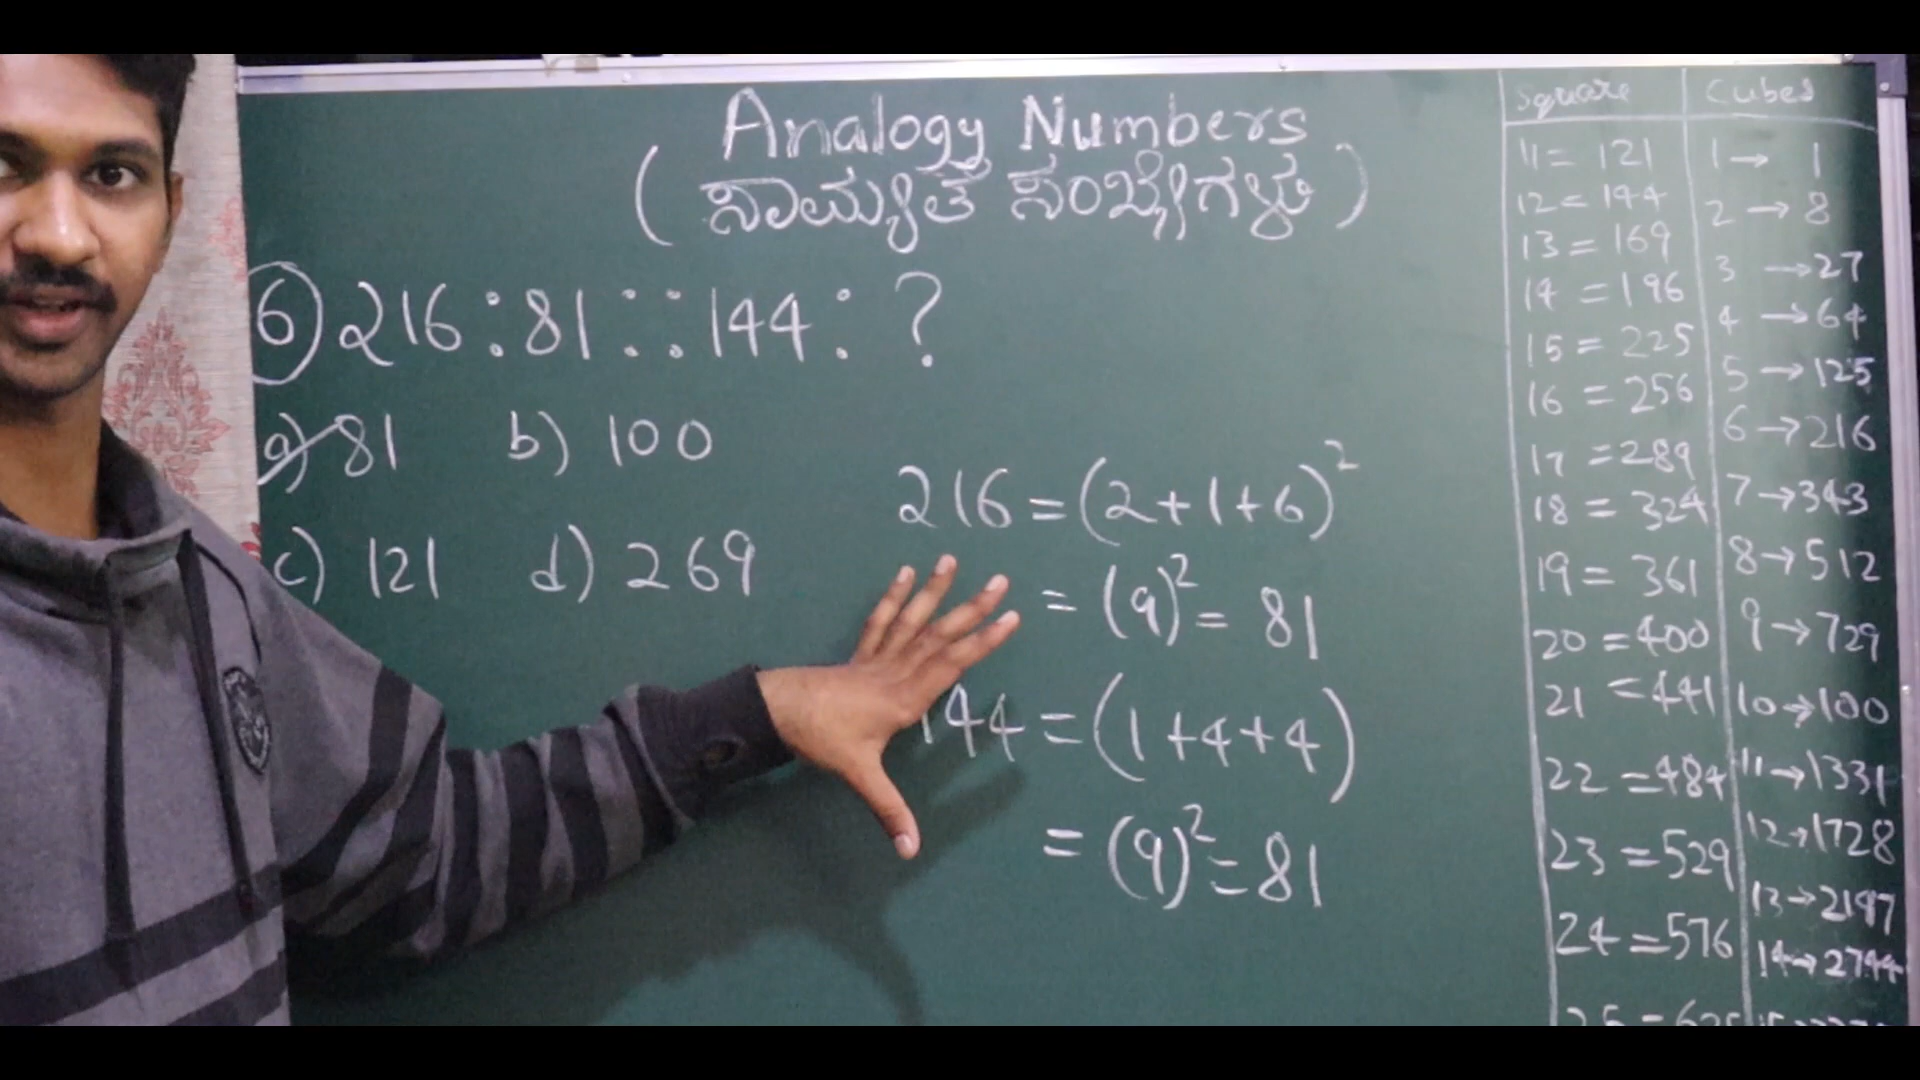 Analogy Numbers
( ಸಾಮ್ಯತೆ ಸಂಖ್ಯೆಗಳು )
6) 216 : 81 :: 144 : ?
a) 81 b) 100
c) 121 d) 269
216 = (2+1+6)²
= (9)² = 81
144 = (1+4+4)
= (9)² = 81
Square
11 = 121
12 = 144
13 = 169
14 = 196
15 = 225
16 = 256
17 = 289
18 = 324
19 = 361
20 = 400
21 = 441
22 = 484
23 = 529
24 = 576
Cubes
1 → 1
2 → 8
3 → 27
4 → 64
5 → 125
6 → 216
7 → 343
8 → 512
9 → 729
10 → 100
11 → 1331
12 → 1728
13 → 2197
14 → 2744